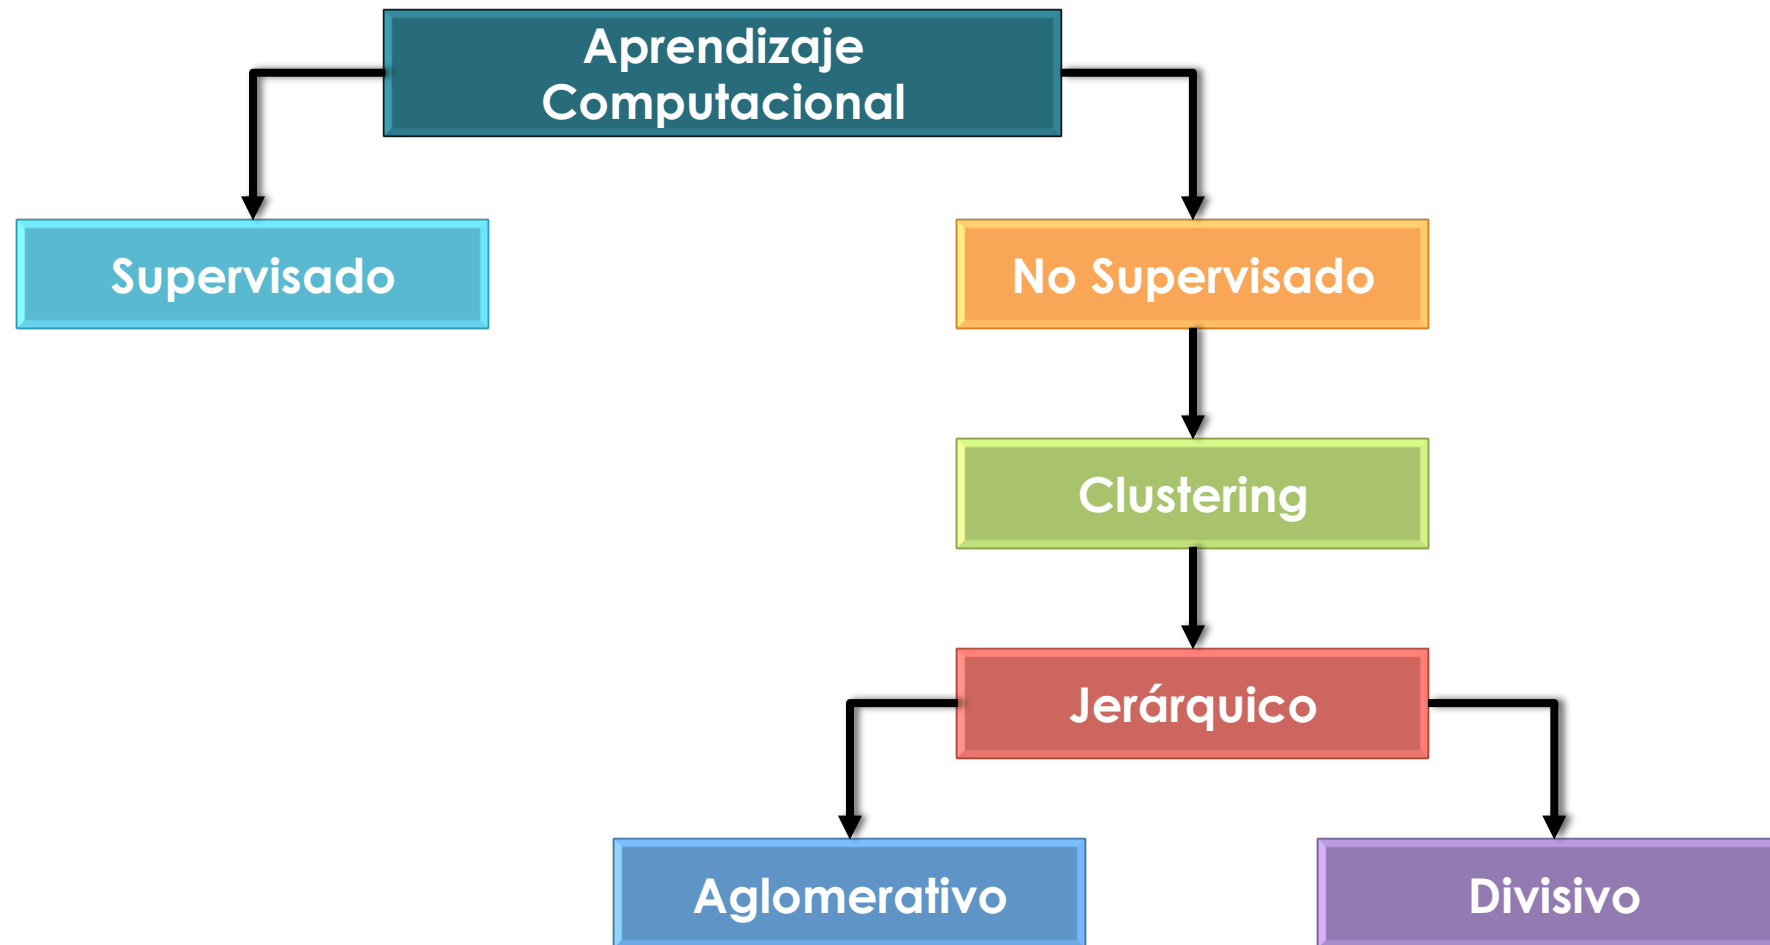 Aprendizaje
Computacional
Supervisado
No Supervisado
Clustering
Jerárquico
Aglomerativo
Divisivo